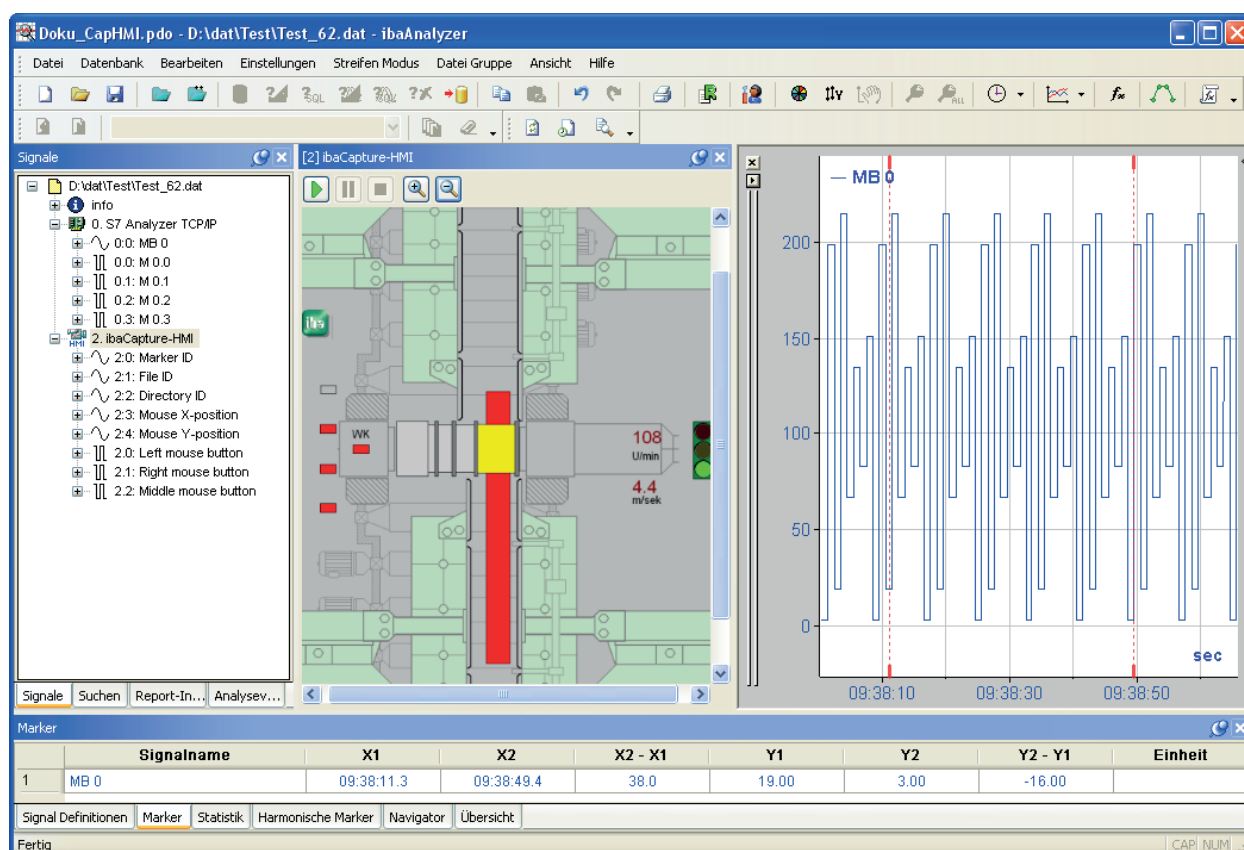 Doku_CapHMI.pdo - D:\dat\Test\Test_62.dat - ibaAnalyzer
Datei Datenbank Bearbeiten Einstellungen Streifen Modus Datei Gruppe Ansicht Hilfe
SQL ALL
Signale
D:\dat\Test\Test_62.dat
info
0. S7 Analyzer TCP/IP
0:0: MB 0
0.0: M 0.0
0.1: M 0.1
0.2: M 0.2
0.3: M 0.3
HMI 2. ibaCapture-HMI
2:0: Marker ID
2:1: File ID
2:2: Directory ID
2:3: Mouse X-position
2:4: Mouse Y-position
2.0: Left mouse button
2.1: Right mouse button
2.2: Middle mouse button
Signale Suchen Report-In... Analysev...
[2] ibaCapture-HMI
iba
WK
108
U/min
4.4
m/sek
MB 0
200
150
100
50
0
sec
09:38:10 09:38:30 09:38:50
Marker
Signalname X1 X2 X2 - X1 Y1 Y2 Y2 - Y1 Einheit
1 MB 0 09:38:11.3 09:38:49.4 38.0 19.00 3.00 -16.00
Signal Definitionen Marker Statistik Harmonische Marker Navigator Übersicht
Fertig CAP NUM